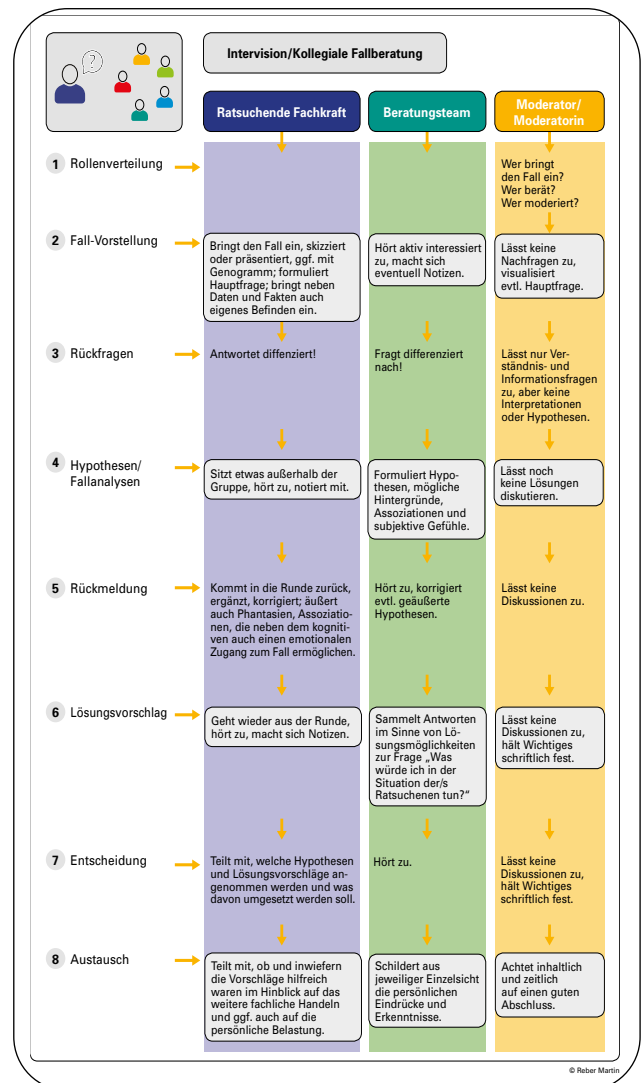 ?
Intervision/Kollegiale Fallberatung
Ratsuchende Fachkraft
Beratungsteam
Moderator/
Moderatorin
1 Rollenverteilung
Wer bringt
den Fall ein?
Wer berät?
Wer moderiert?
2 Fall-Vorstellung
Bringt den Fall ein, skizziert
oder präsentiert, ggf. mit
Genogramm; formuliert
Hauptfrage; bringt neben
Daten und Fakten auch
eigenes Befinden ein.
Hört aktiv interessiert
zu, macht sich
eventuell Notizen.
Lässt keine
Nachfragen zu,
visualisiert
evtl. Hauptfrage.
3 Rückfragen
Antwortet diffenziert!
Fragt differenziert
nach!
Lässt nur Ver-
ständnis- und
Informationsfragen
zu, aber keine
Interpretationen
oder Hypothesen.
4 Hypothesen/
Fallanalysen
Sitzt etwas außerhalb der
Gruppe, hört zu, notiert mit.
Formuliert Hypo-
thesen, mögliche
Hintergründe,
Assoziationen und
subjektive Gefühle.
Lässt noch
keine Lösungen
diskutieren.
5 Rückmeldung
Kommt in die Runde zurück,
ergänzt, korrigiert; äußert
auch Phantasien, Assoziatio-
nen, die neben dem kogniti-
ven auch einen emotionalen
Zugang zum Fall ermöglichen.
Hört zu, korrigiert
evtl. geäußerte
Hypothesen.
Lässt keine
Diskussionen zu.
6 Lösungsvorschlag
Geht wieder aus der Runde,
hört zu, macht sich Notizen.
Sammelt Antworten
im Sinne von Lö-
sungsmöglichkeiten
zur Frage „Was
würde ich in der
Situation der/s
Ratsuchenen tun?“
Lässt keine
Diskussionen zu,
hält Wichtiges
schriftlich fest.
7 Entscheidung
Teilt mit, welche Hypothesen
und Lösungsvorschläge an-
genommen werden und was
davon umgesetzt werden soll.
Hört zu.
Lässt keine
Diskussionen zu,
hält Wichtiges
schriftlich fest.
8 Austausch
Teilt mit, ob und inwiefern
die Vorschläge hilfreich
waren im Hinblick auf das
weitere fachliche Handeln
und ggf. auch auf die
persönliche Belastung.
Schildert aus
jeweiliger Einzelsicht
die persönlichen
Eindrücke und
Erkenntnisse.
Achtet inhaltlich
und zeitlich
auf einen guten
Abschluss.
© Reber Martin